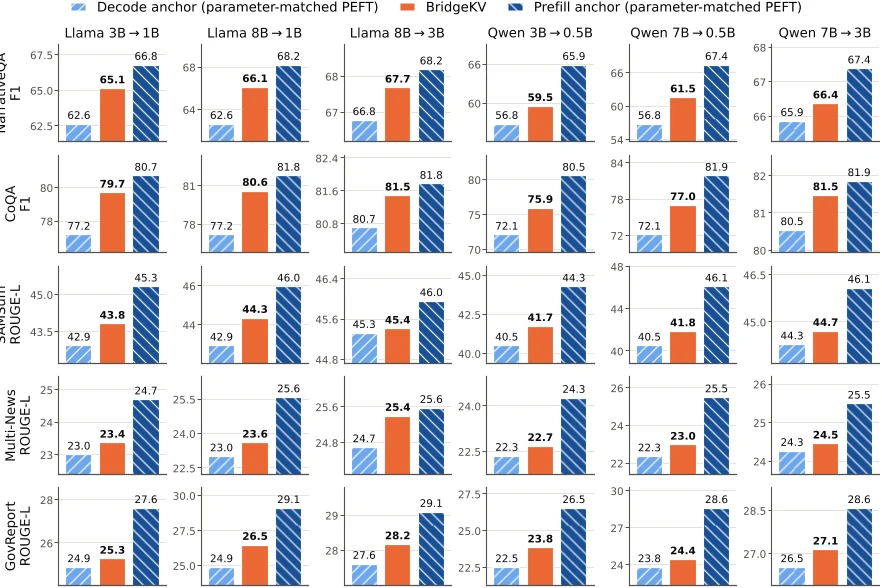 Decode anchor (parameter-matched PEFT) BridgeKV Prefill anchor (parameter-matched PEFT)
Llama 3B→1B Llama 8B→1B Llama 8B→3B Qwen 3B→0.5B Qwen 7B→0.5B Qwen 7B→3B
NarrativeQA
F1
67.5 65.0 62.5 62.6 65.1 66.8
68 64 62.6 66.1 68.2
68 67 66.8 67.7 68.2
66 60 56.8 59.5 65.9
66 60 54 56.8 61.5 67.4
68 67 66 65.9 66.4 67.4
CoQA
F1
80 78 77.2 79.7 80.7
81 78 77.2 80.6 81.8
82.4 81.6 80.8 80.7 81.5 81.8
80 75 70 72.1 75.9 80.5
84 78 72 72.1 77.0 81.9
82 81 80 80.5 81.5 81.9
SAMSum
ROUGE-L
45.0 43.5 42.9 43.8 45.3
46 44 42.9 44.3 46.0
46.4 45.6 44.8 45.3 45.4 46.0
45.0 42.5 40.0 40.5 41.7 44.3
48 44 40 40.5 41.8 46.1
46.5 45.0 44.3 44.7 46.1
Multi-News
ROUGE-L
25 24 23 23.0 23.4 24.7
25.5 24.0 22.5 23.0 23.6 25.6
25.6 24.8 24.7 25.4 25.6
24.0 22.5 22.3 22.7 24.3
26 24 22 22.3 23.0 25.5
26 25 24 24.3 24.5 25.5
GovReport
ROUGE-L
28 26 24.9 25.3 27.6
30.0 27.5 25.0 24.9 26.5 29.1
29 28 27.6 28.2 29.1
27.5 25.0 22.5 22.5 23.8 26.5
30 27 24 23.8 24.4 28.6
28.5 27.0 26.5 27.1 28.6